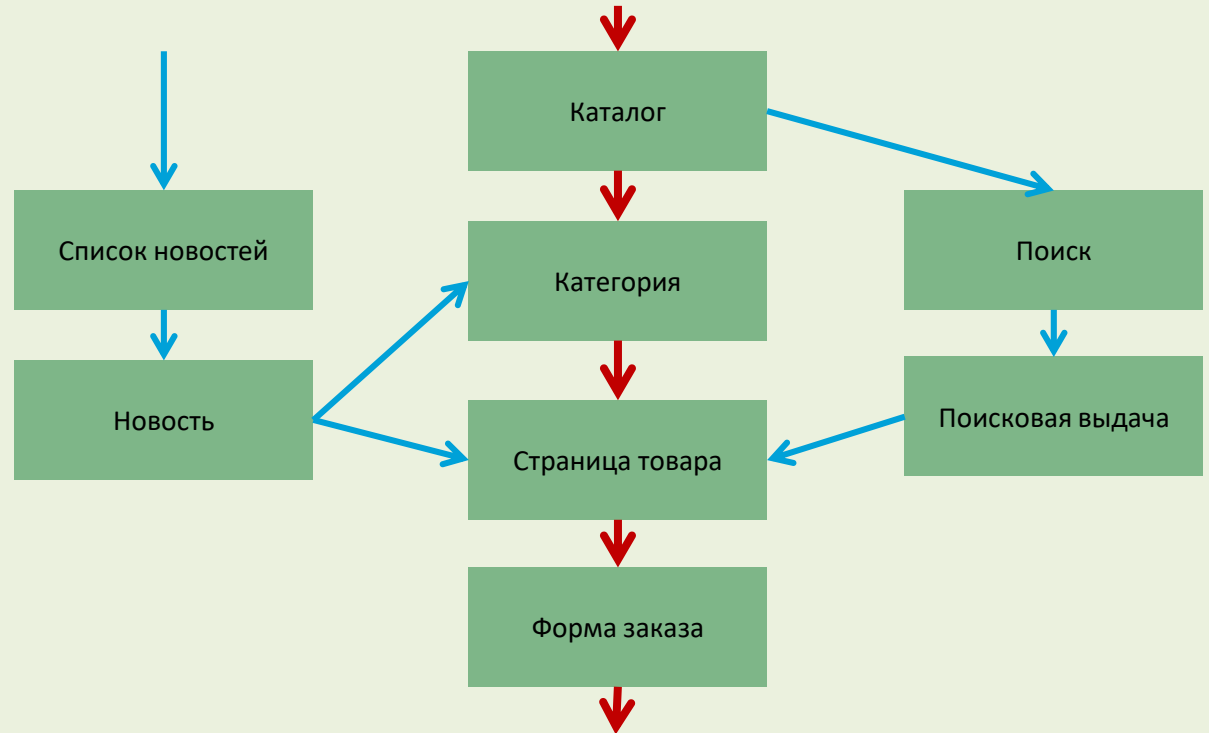 Каталог
Список новостей
Поиск
Категория
Новость
Поисковая выдача
Страница товара
Форма заказа